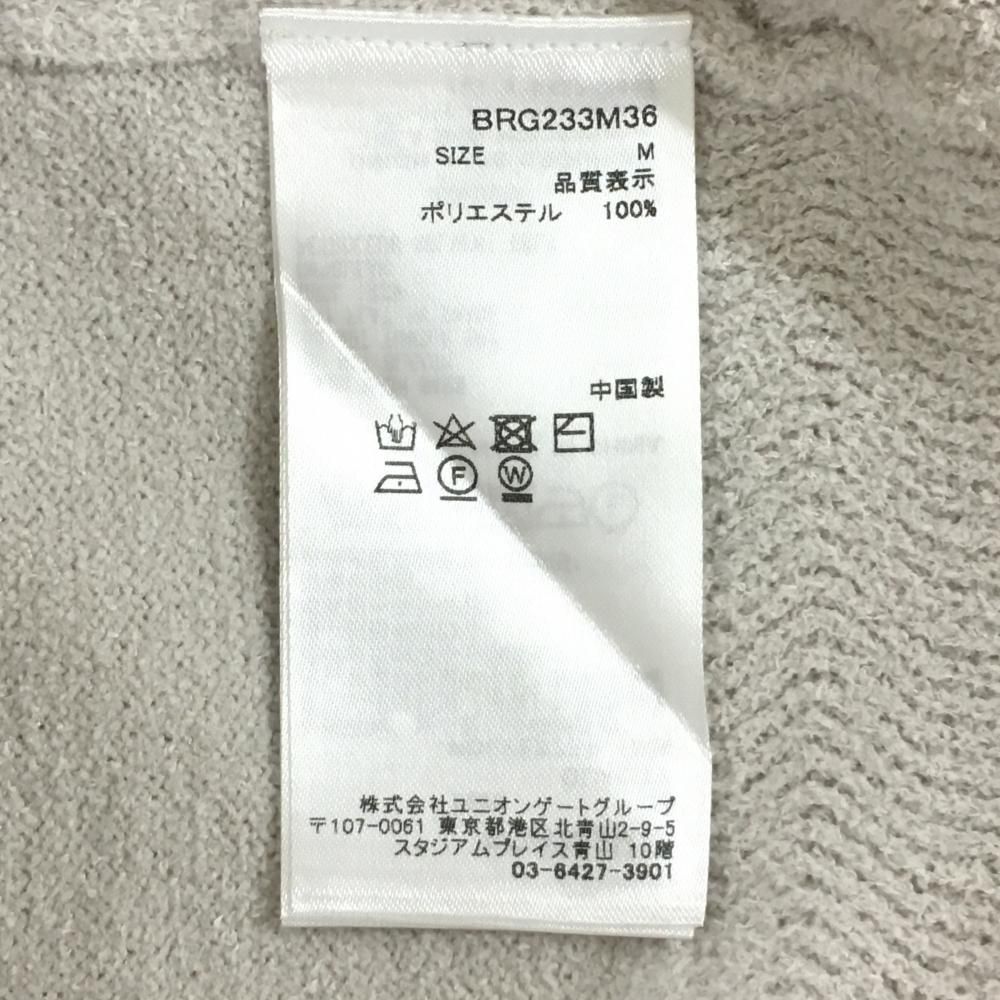 BRG233M36
SIZE M
品質表示
ポリエステル 100%
中国製
F W
株式会社ユニオンゲートグループ
〒107-0061 東京都港区北青山2-9-5
スタジアムプレイス青山 10階
03-6427-3901